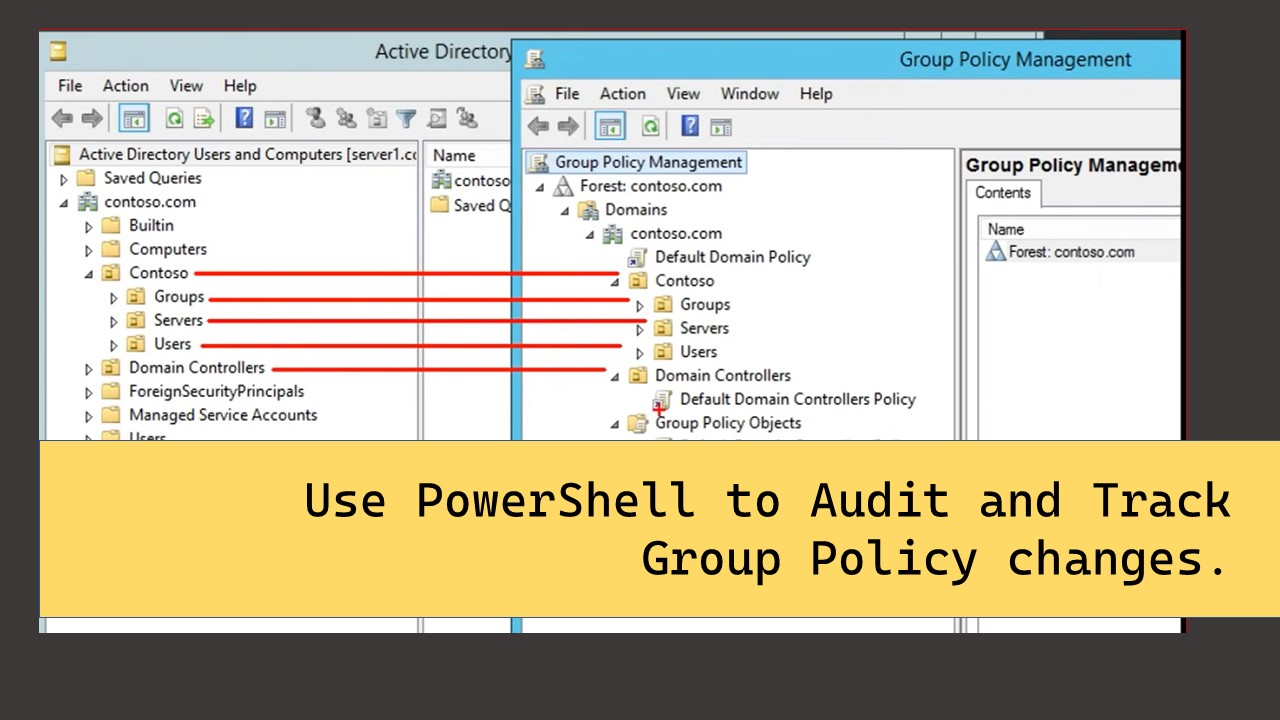 Active Directory
File Action View Help
Active Directory Users and Computers [server1.cc
Saved Queries
contoso.com
Builtin
Computers
Contoso
Groups
Servers
Users
Domain Controllers
ForeignSecurityPrincipals
Managed Service Accounts
Users
Name
contoso
Saved Q
Group Policy Management
File Action View Window Help
Group Policy Management
Forest: contoso.com
Domains
contoso.com
Default Domain Policy
Contoso
Groups
Servers
Users
Domain Controllers
Default Domain Controllers Policy
Group Policy Objects
Group Policy Manageme
Contents
Name
Forest: contoso.com
Use PowerShell to Audit and Track
Group Policy changes.